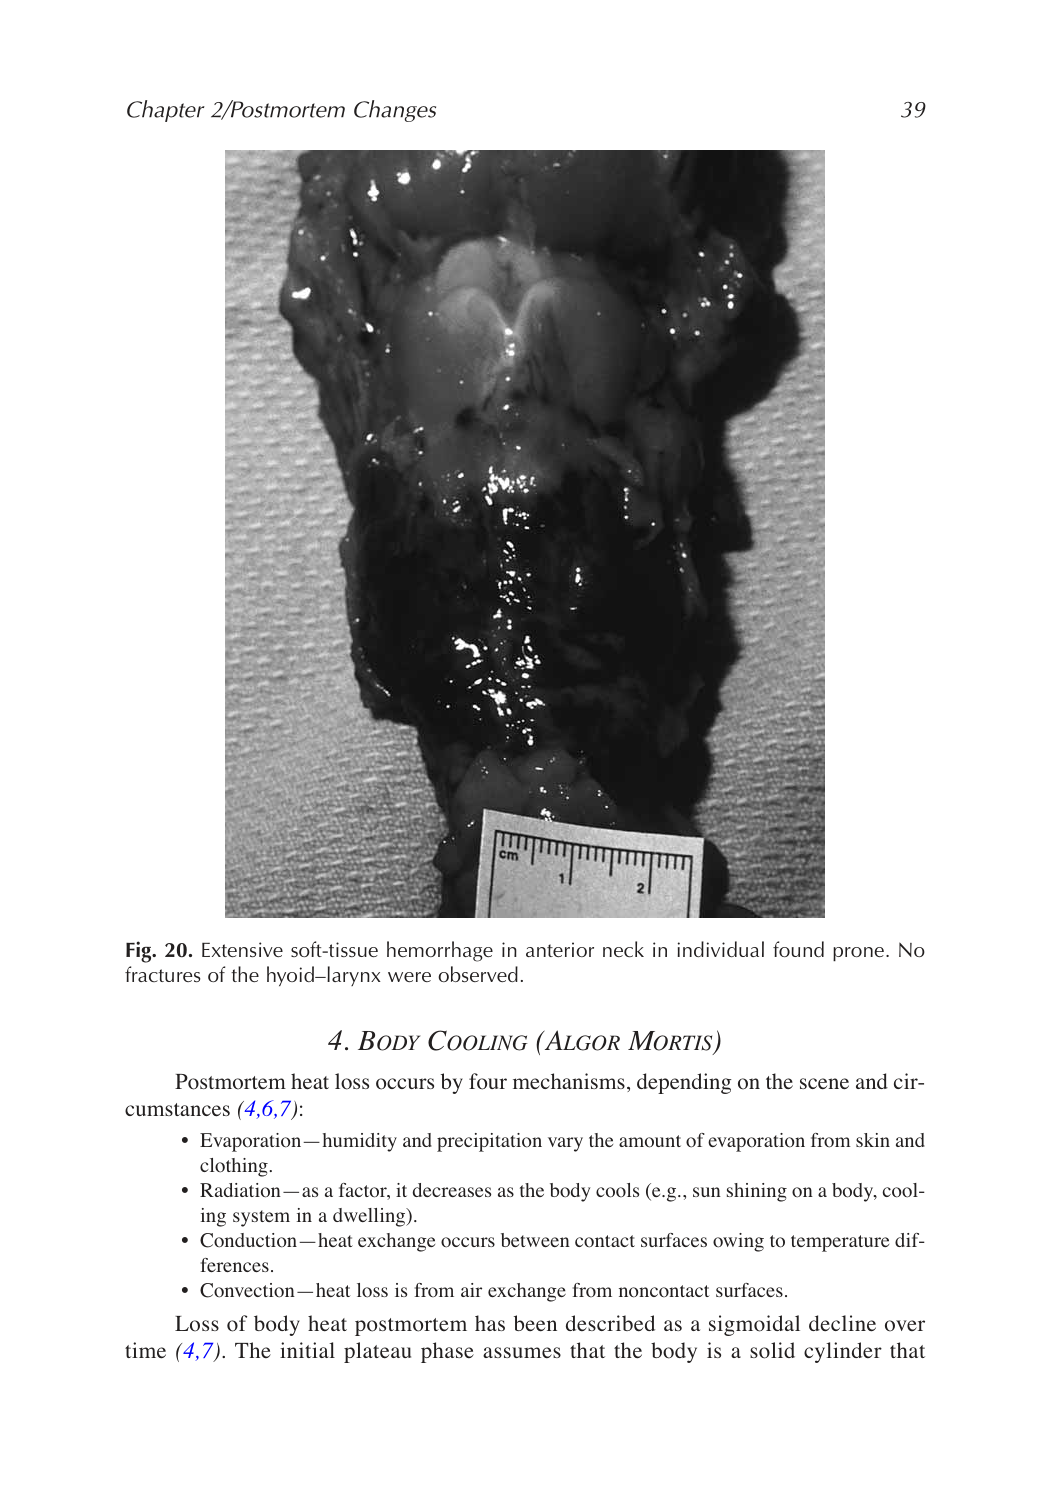 Chapter 2/Postmortem Changes 39
cm
1
2
Fig. 20. Extensive soft-tissue hemorrhage in anterior neck in individual found prone. No
fractures of the hyoid–larynx were observed.
4. BODY COOLING (ALGOR MORTIS)
Postmortem heat loss occurs by four mechanisms, depending on the scene and cir-
cumstances (4,6,7):
• Evaporation—humidity and precipitation vary the amount of evaporation from skin and
clothing.
• Radiation—as a factor, it decreases as the body cools (e.g., sun shining on a body, cool-
ing system in a dwelling).
• Conduction—heat exchange occurs between contact surfaces owing to temperature dif-
ferences.
• Convection—heat loss is from air exchange from noncontact surfaces.
Loss of body heat postmortem has been described as a sigmoidal decline over
time (4,7). The initial plateau phase assumes that the body is a solid cylinder that